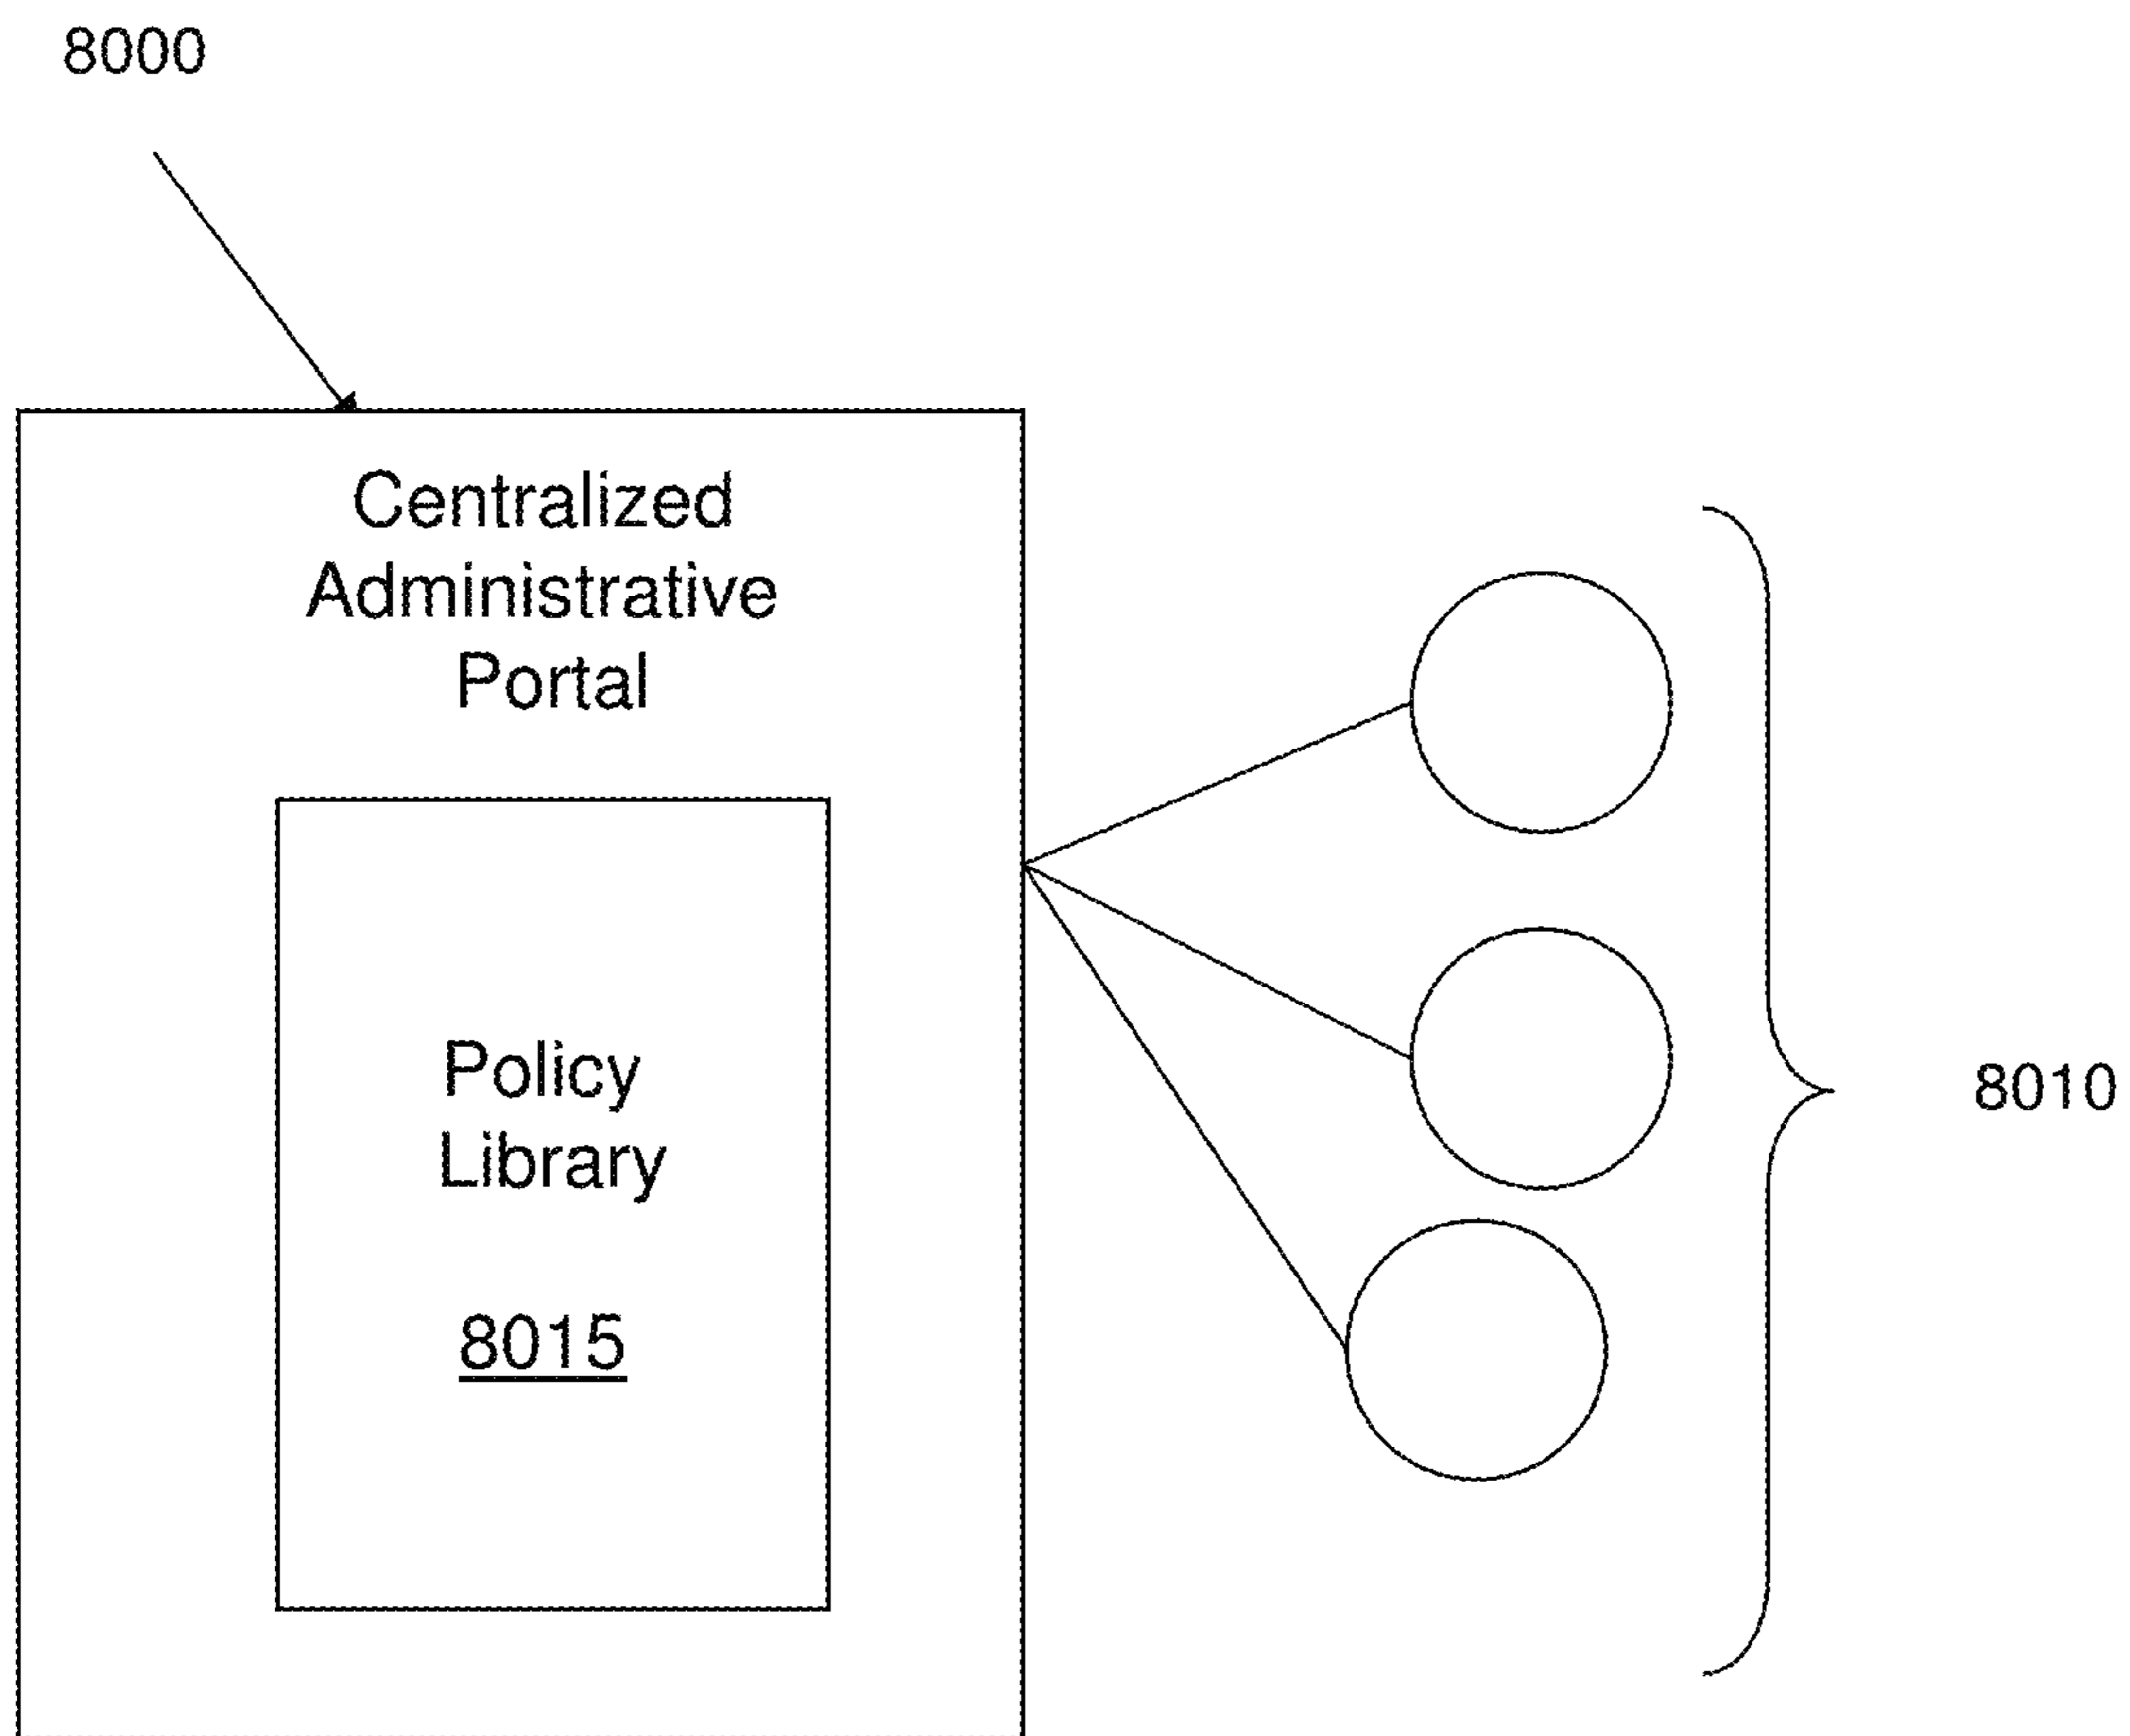 8000
Centralized
Administrative
Portal
Policy
Library
8015
8010